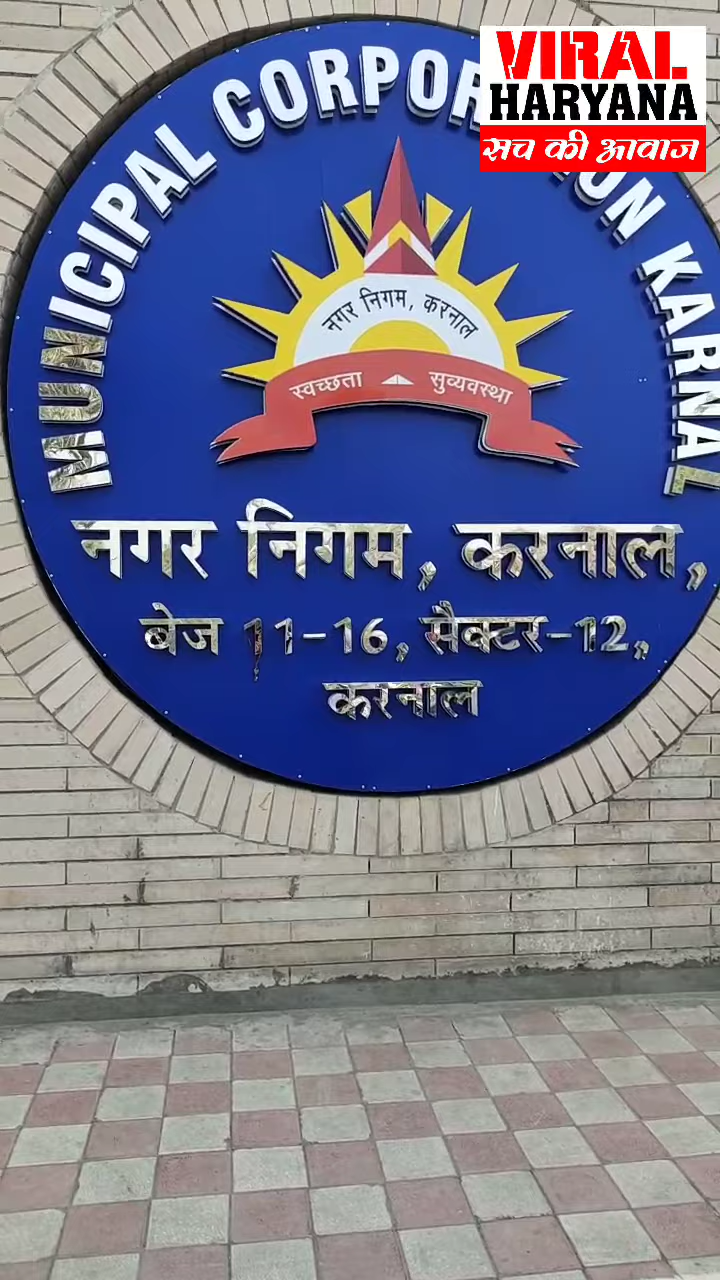 VIRAL
HARYANA
सच की आवाज
MUNICIPAL CORPOR ON KARNAL
नगर निगम, करनाल
स्वच्छता सुव्यवस्था
नगर निगम, करनाल,
बेज 11-16, सैक्टर-12,
करनाल